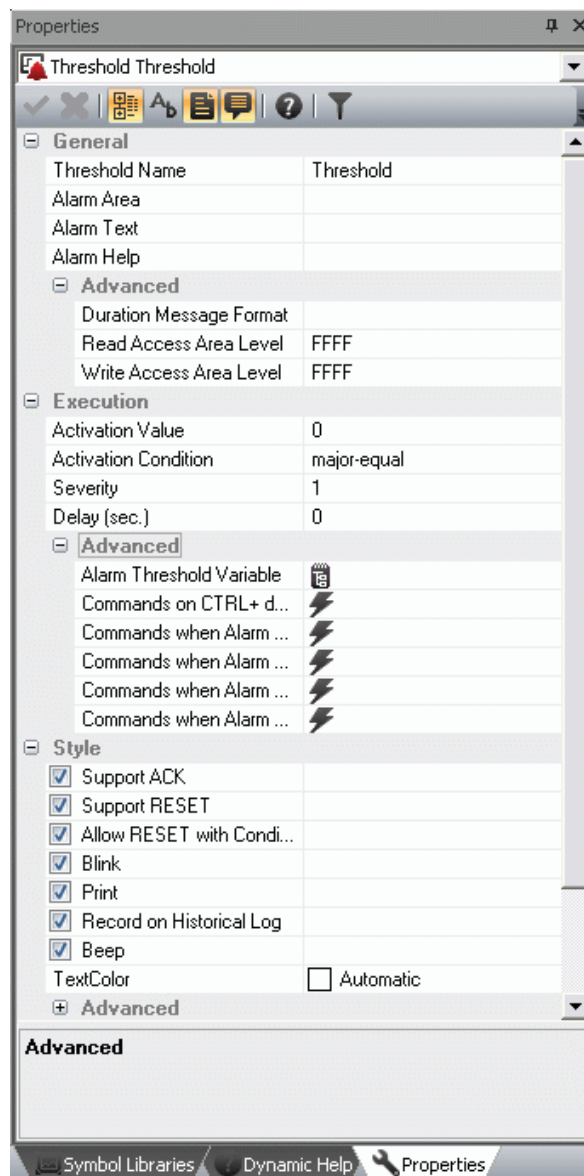 Properties
Threshold Threshold
Ab
General
Threshold Name Threshold
Alarm Area
Alarm Text
Alarm Help
Advanced
Duration Message Format
Read Access Area Level FFFF
Write Access Area Level FFFF
Execution
Activation Value 0
Activation Condition major-equal
Severity 1
Delay (sec.) 0
Advanced
Alarm Threshold Variable
Commands on CTRL+ d...
Commands when Alarm ...
Commands when Alarm ...
Commands when Alarm ...
Commands when Alarm ...
Style
Support ACK
Support RESET
Allow RESET with Condi...
Blink
Print
Record on Historical Log
Beep
TextColor Automatic
Advanced
Advanced
Symbol Libraries Dynamic Help Properties